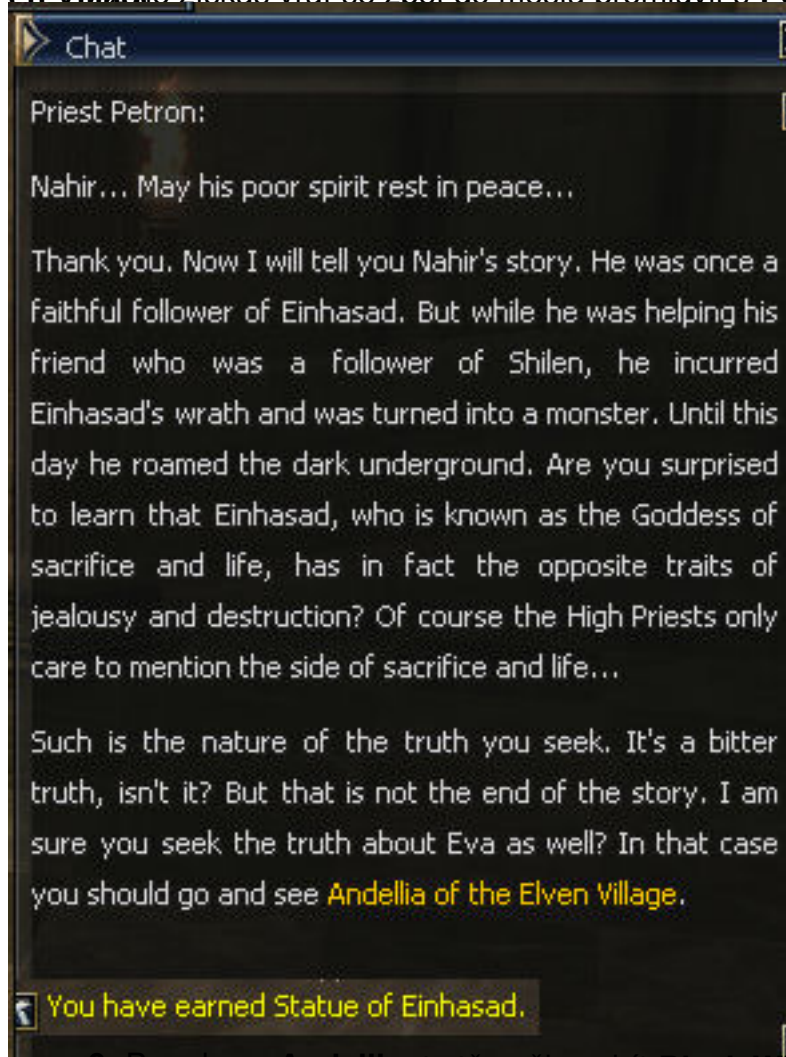 Chat
Priest Petron:
Nahir... May his poor spirit rest in peace...
Thank you. Now I will tell you Nahir's story. He was once a
faithful follower of Einhasad. But while he was helping his
friend who was a follower of Shilen, he incurred
Einhasad's wrath and was turned into a monster. Until this
day he roamed the dark underground. Are you surprised
to learn that Einhasad, who is known as the Goddess of
sacrifice and life, has in fact the opposite traits of
jealousy and destruction? Of course the High Priests only
care to mention the side of sacrifice and life...
Such is the nature of the truth you seek. It's a bitter
truth, isn't it? But that is not the end of the story. I am
sure you seek the truth about Eva as well? In that case
you should go and see Andellia of the Elven Village.
You have earned Statue of Einhasad.